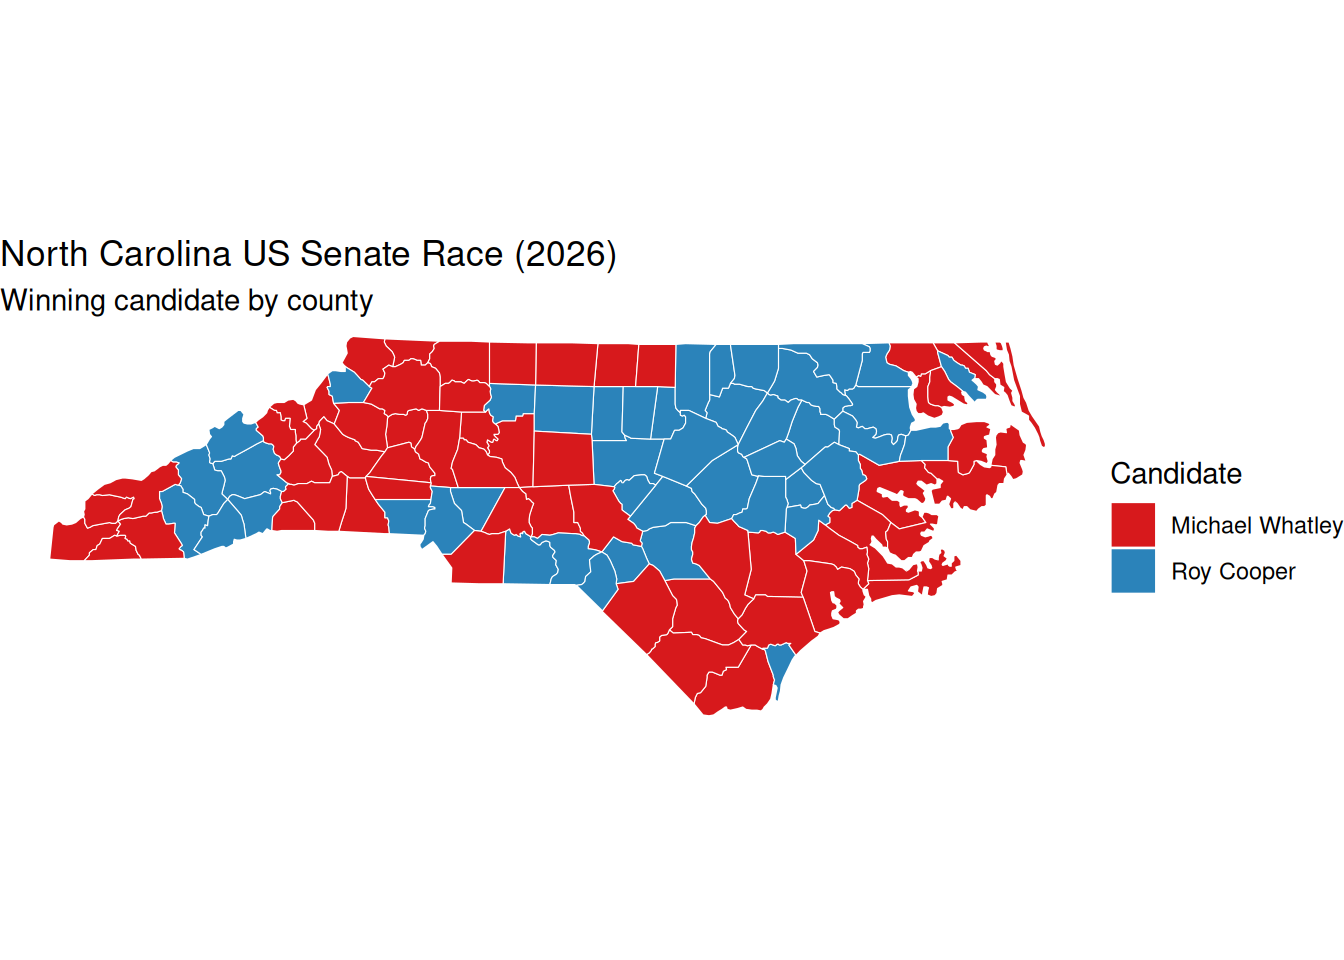 North Carolina US Senate Race (2026)
Winning candidate by county
Candidate
Michael Whatley
Roy Cooper